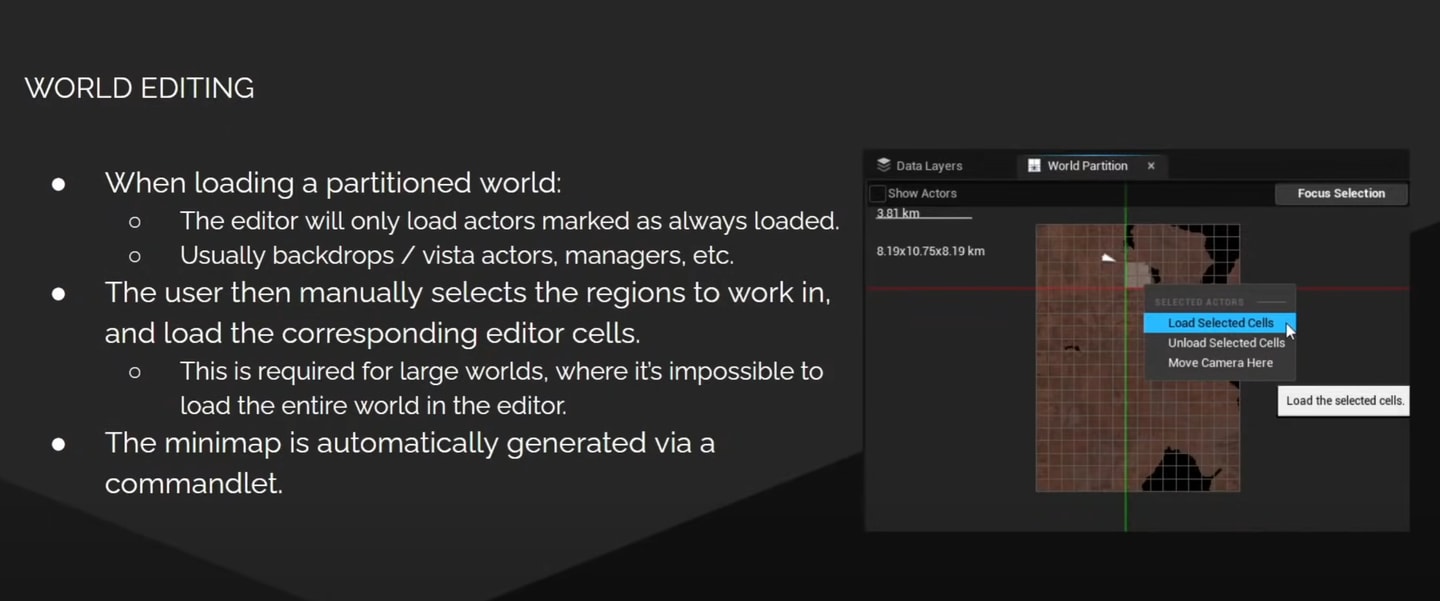 WORLD EDITING
● When loading a partitioned world:
○ The editor will only load actors marked as always loaded.
○ Usually backdrops / vista actors, managers, etc.
● The user then manually selects the regions to work in,
and load the corresponding editor cells.
○ This is required for large worlds, where it's impossible to
load the entire world in the editor.
● The minimap is automatically generated via a
commandlet.
Data Layers
World Partition ×
Show Actors
Focus Selection
3.81 km
8.19x10.75x8.19 km
SELECTED ACTORS
Load Selected Cells
Unload Selected Cells
Move Camera Here
Load the selected cells.